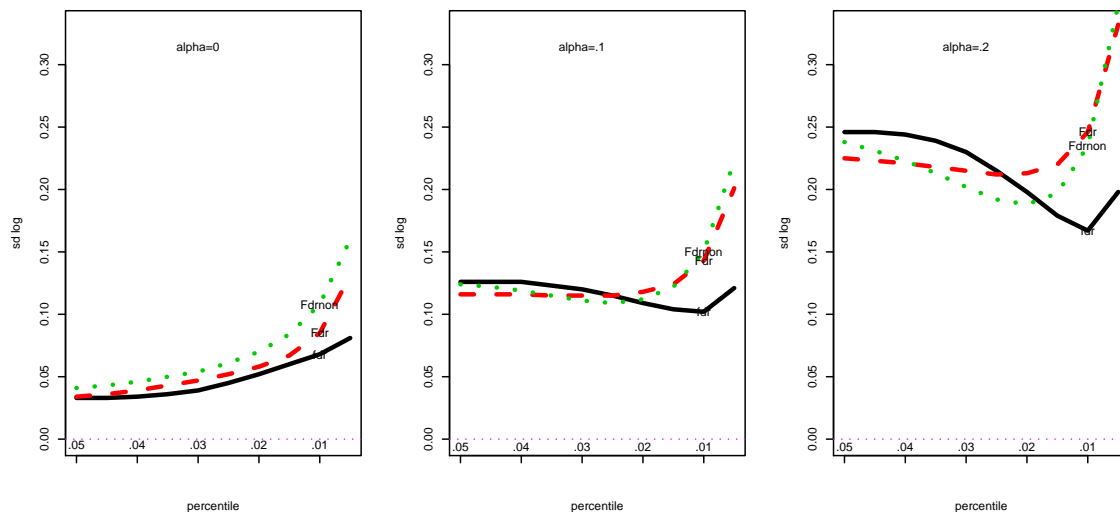 alpha=0
sd log
0.30
0.25
0.20
0.15
0.10
0.05
0.00
Fdrnon
Fdr
fdr
.05 .04 .03 .02 .01
percentile
alpha=.1
sd log
0.30
0.25
0.20
0.15
0.10
0.05
0.00
Fdrnon
Fdr
fdr
.05 .04 .03 .02 .01
percentile
alpha=.2
sd log
0.30
0.25
0.20
0.15
0.10
0.05
0.00
Fdr
Fdrnon
fdr
.05 .04 .03 .02 .01
percentile